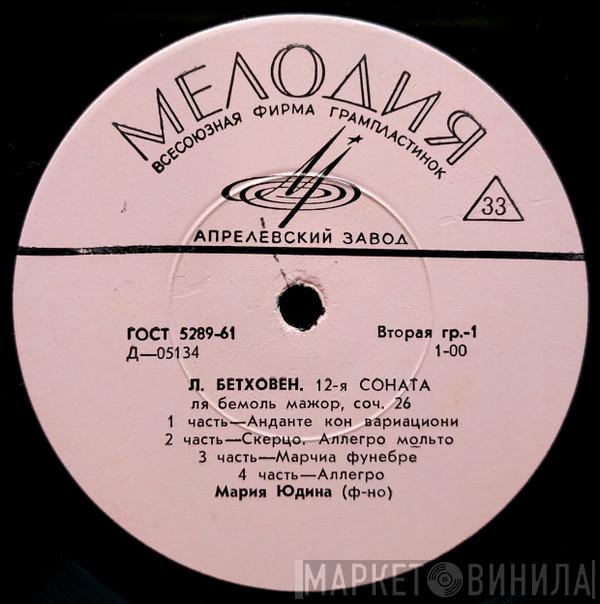 МЕЛОДИЯ
ВСЕСОЮЗНАЯ ФИРМА ГРАМПЛАСТИНОК
33
АПРЕЛЕВСКИЙ ЗАВОД
ГОСТ 5289-61
Вторая гр.-1
Д—05134
1-00
Л. БЕТХОВЕН. 12-я СОНАТА
ля бемоль мажор, соч. 26
1 часть—Анданте кон вариациони
2 часть—Скерцо. Аллегро мольто
3 часть—Марчиа фунебре
4 часть—Аллегро
Мария Юдина (ф-но)
МАРКЕТ ВИНИЛА